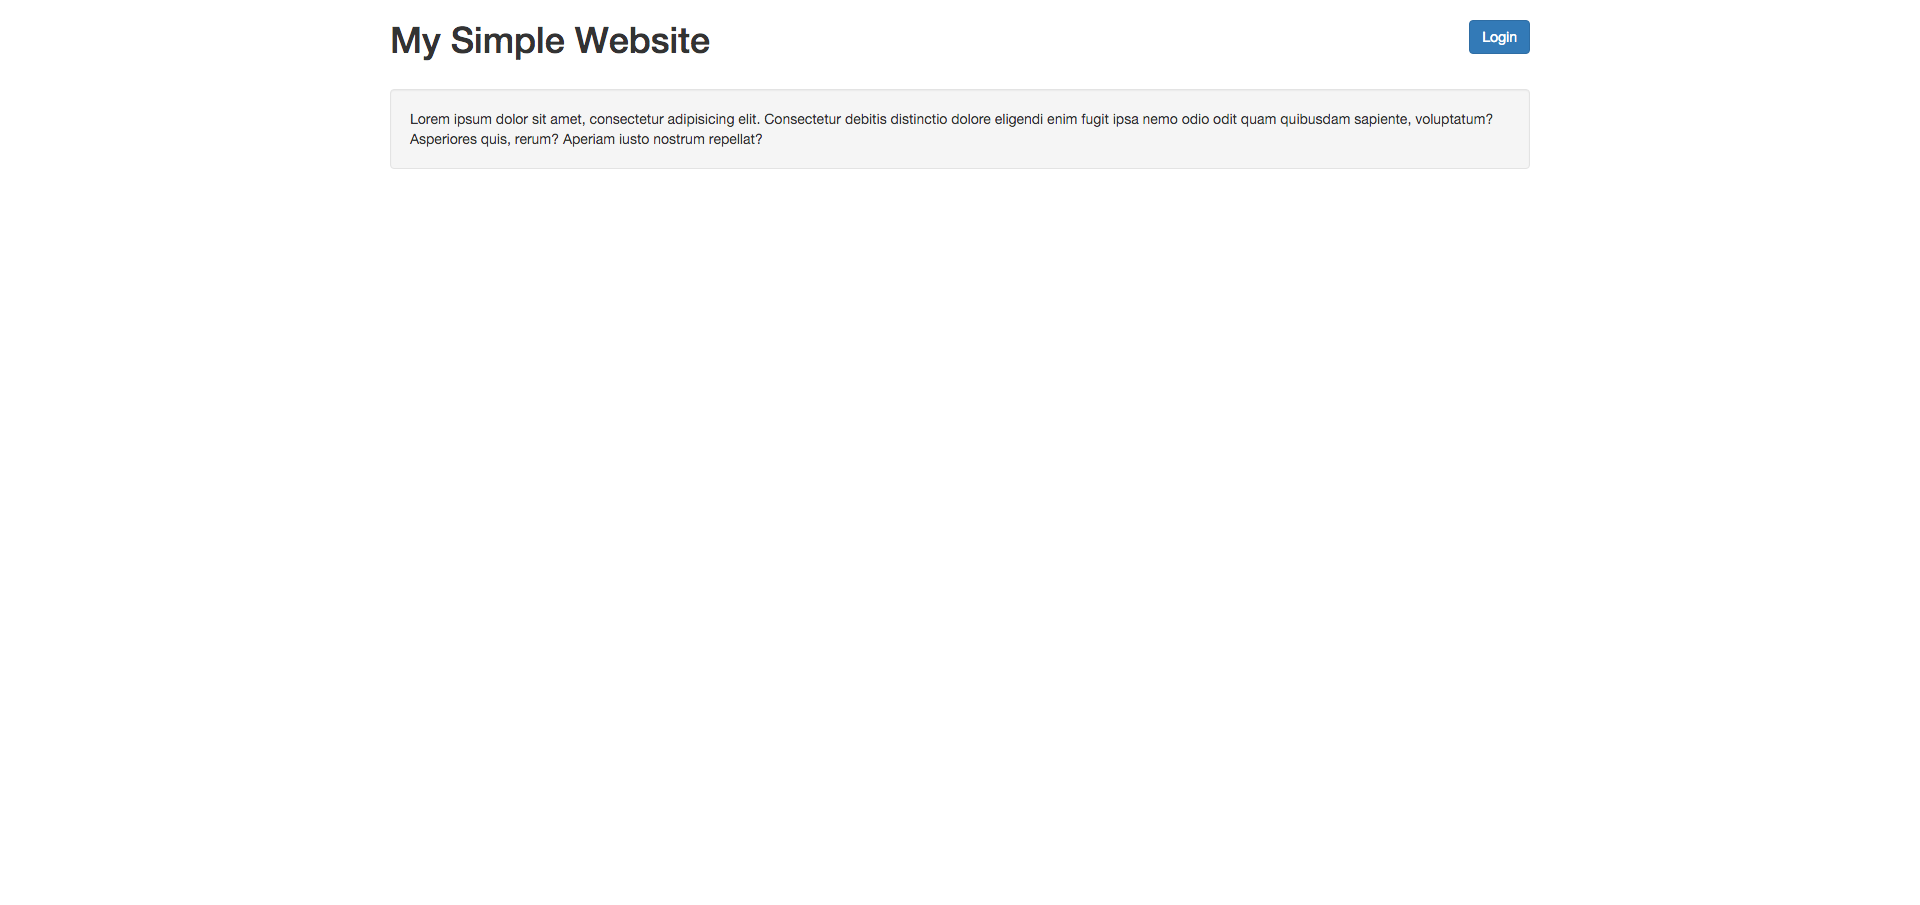 My Simple Website
Login
Lorem ipsum dolor sit amet, consectetur adipisicing elit. Consectetur debitis distinctio dolore eligendi enim fugit ipsa nemo odio odit quam quibusdam sapiente, voluptatum?
Asperiores quis, rerum? Aperiam iusto nostrum repellat?